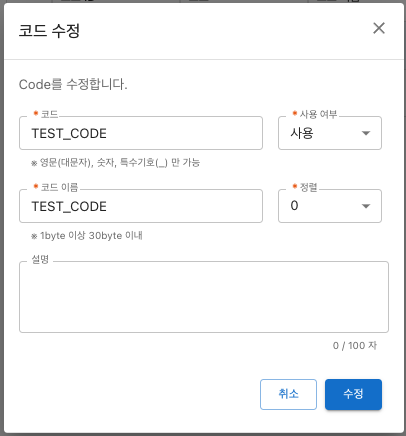 코드 수정
Code를 수정합니다.
* 코드
TEST_CODE
* 사용 여부
사용
※ 영문(대문자), 숫자, 특수기호(_) 만 가능
* 코드 이름
TEST_CODE
* 정렬
0
※ 1byte 이상 30byte 이내
설명
0 / 100 자
취소
수정